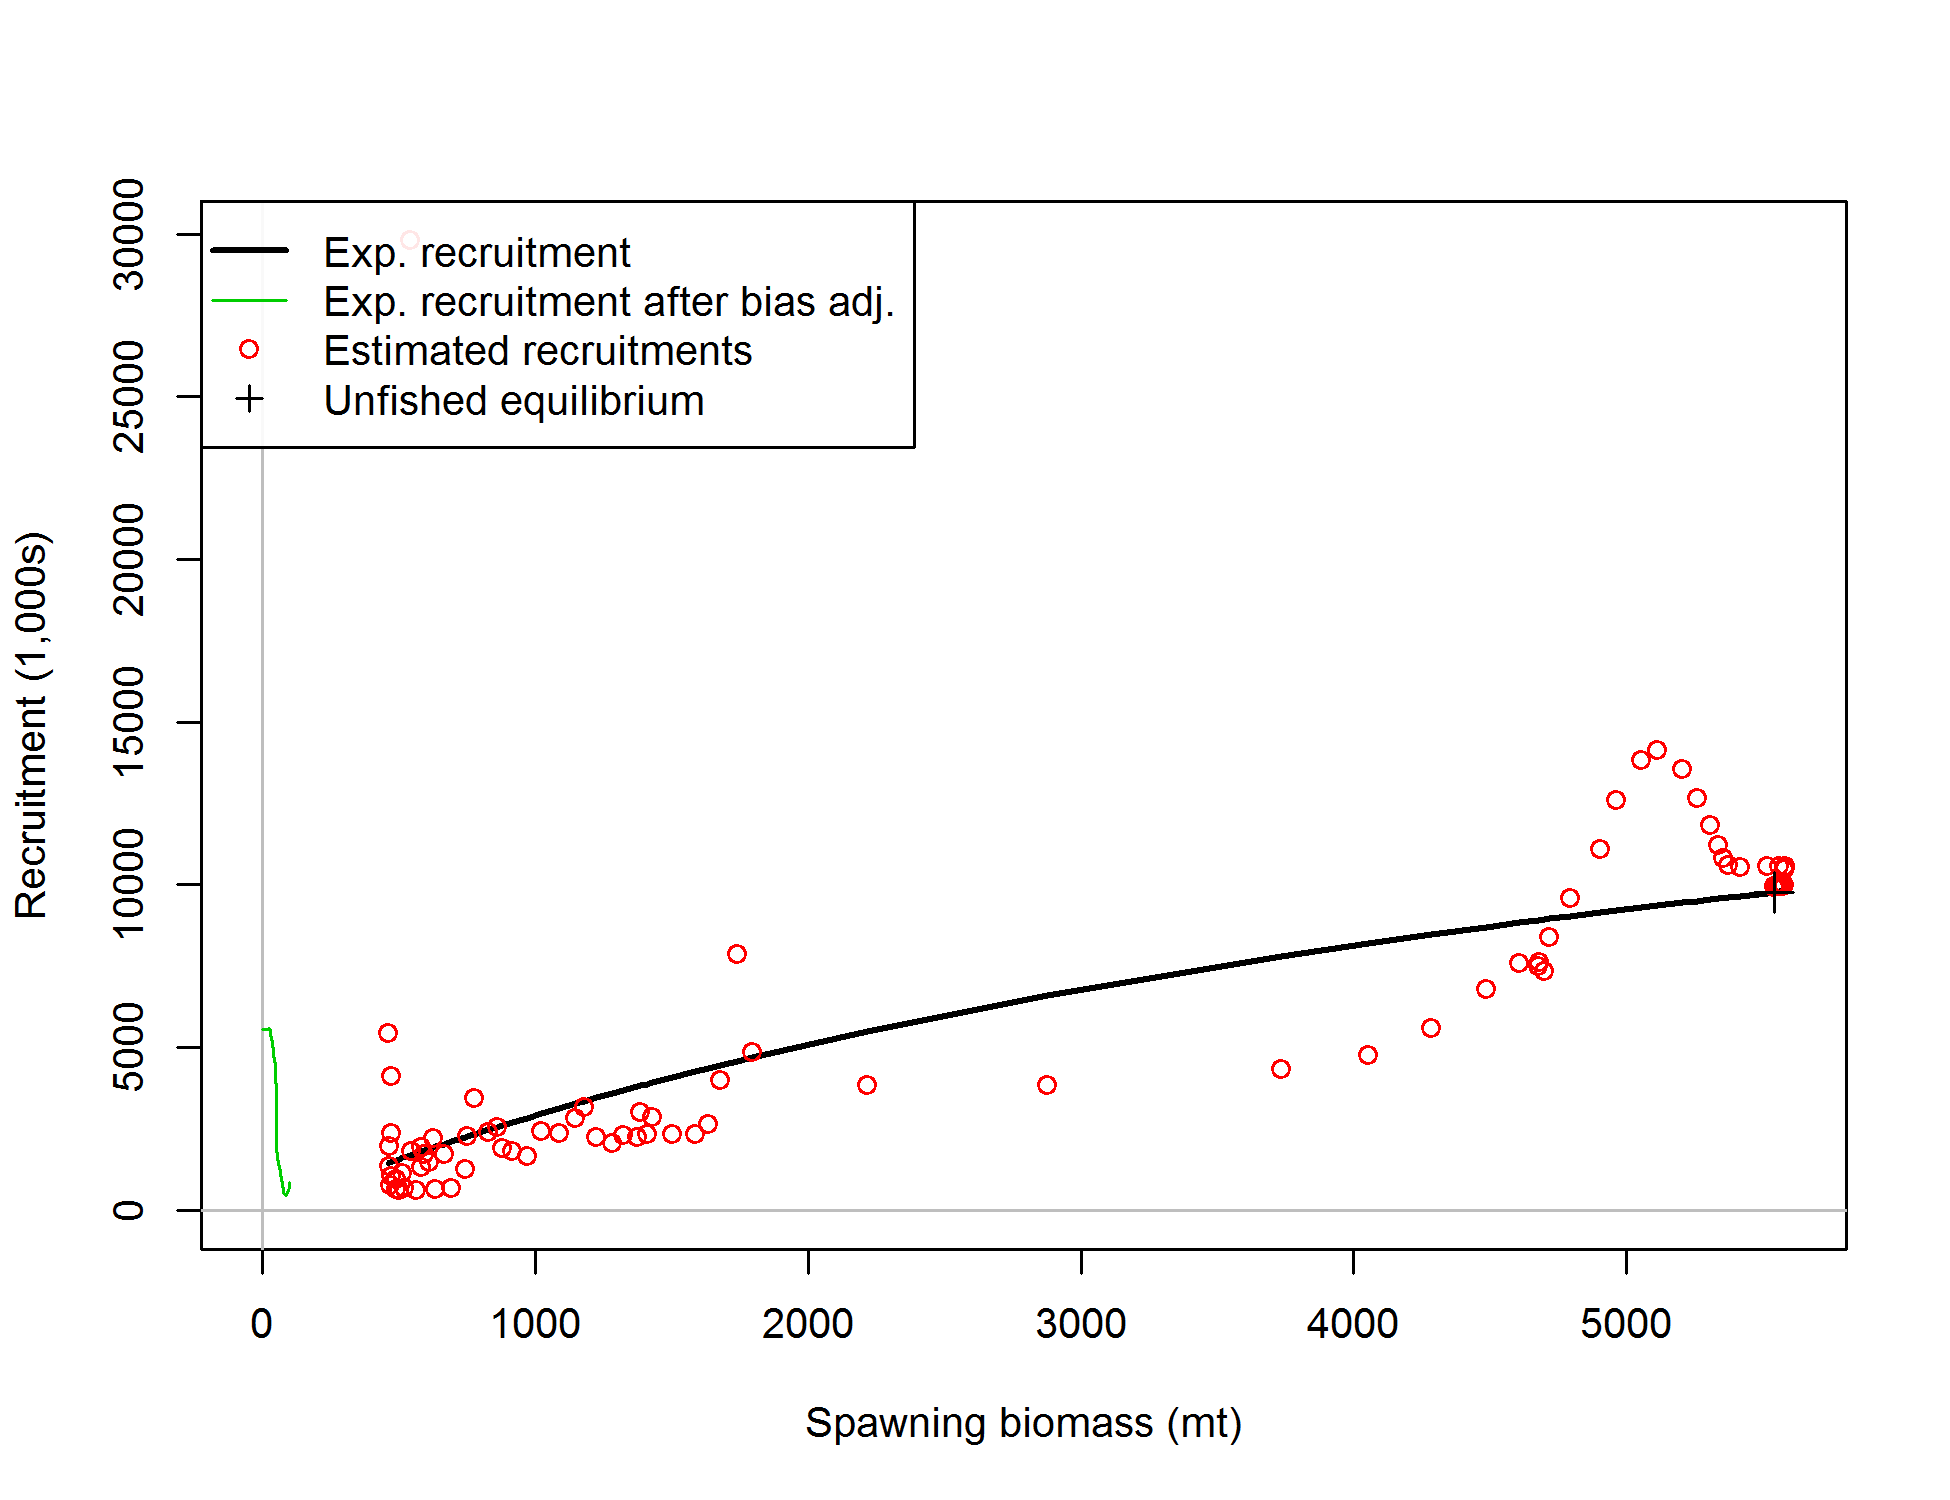 Exp. recruitment
Exp. recruitment after bias adj.
Estimated recruitments
Unfished equilibrium
Recruitment (1,000s)
30000
25000
20000
15000
10000
5000
0
0 1000 2000 3000 4000 5000
Spawning biomass (mt)